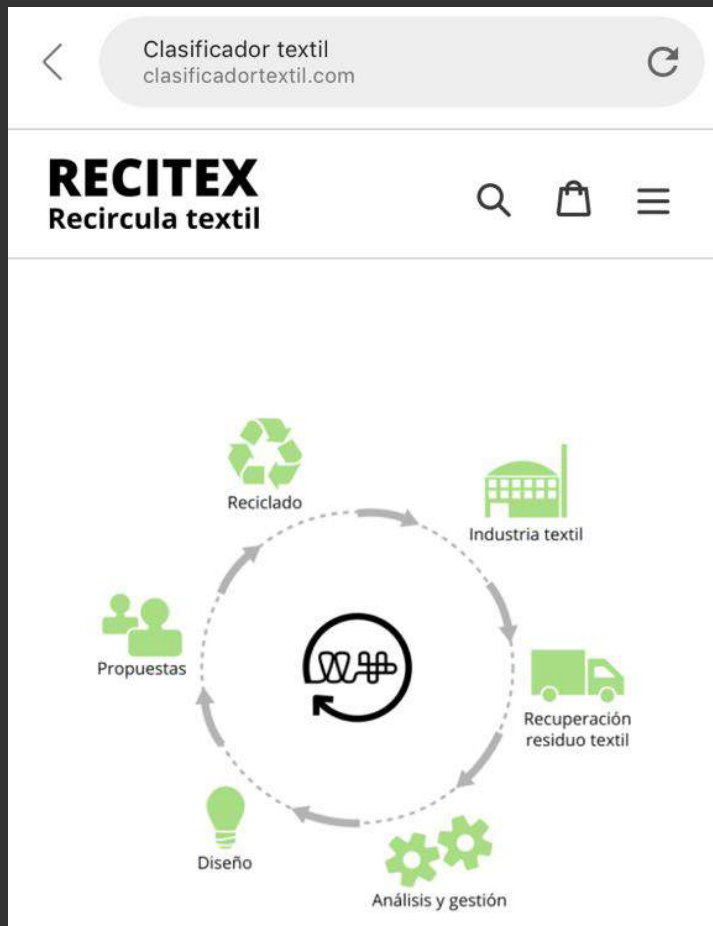 Clasificador textil
clasificadortextil.com
RECITEX
Recircula textil
Reciclado
Industria textil
Propuestas
Recuperación
residuo textil
Diseño
Análisis y gestión